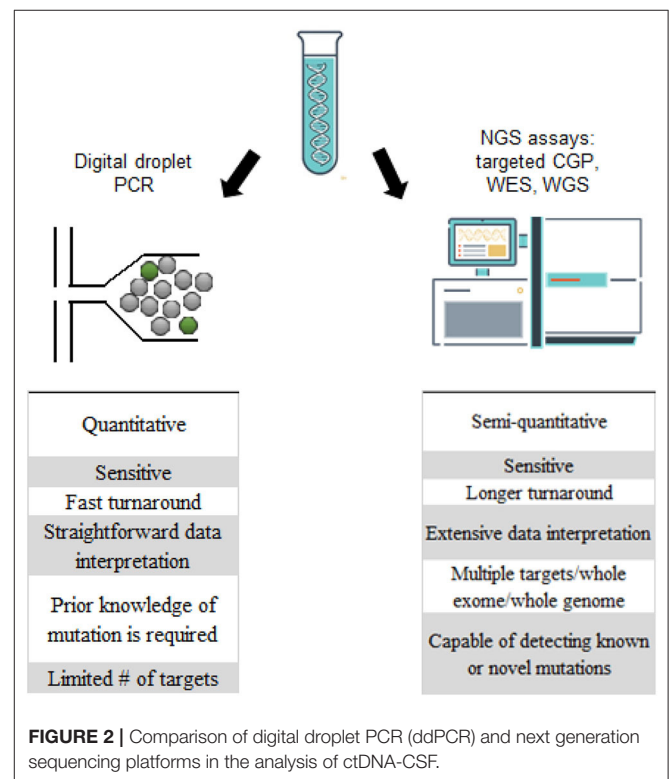 Digital droplet
PCR
NGS assays:
targeted CGP,
WES, WGS
Quantitative
Sensitive
Fast turnaround
Straightforward data
interpretation
Prior knowledge of
mutation is required
Limited # of targets
Semi-quantitative
Sensitive
Longer turnaround
Extensive data interpretation
Multiple targets/whole
exome/whole genome
Capable of detecting known
or novel mutations
FIGURE 2 | Comparison of digital droplet PCR (ddPCR) and next generation
sequencing platforms in the analysis of ctDNA-CSF.